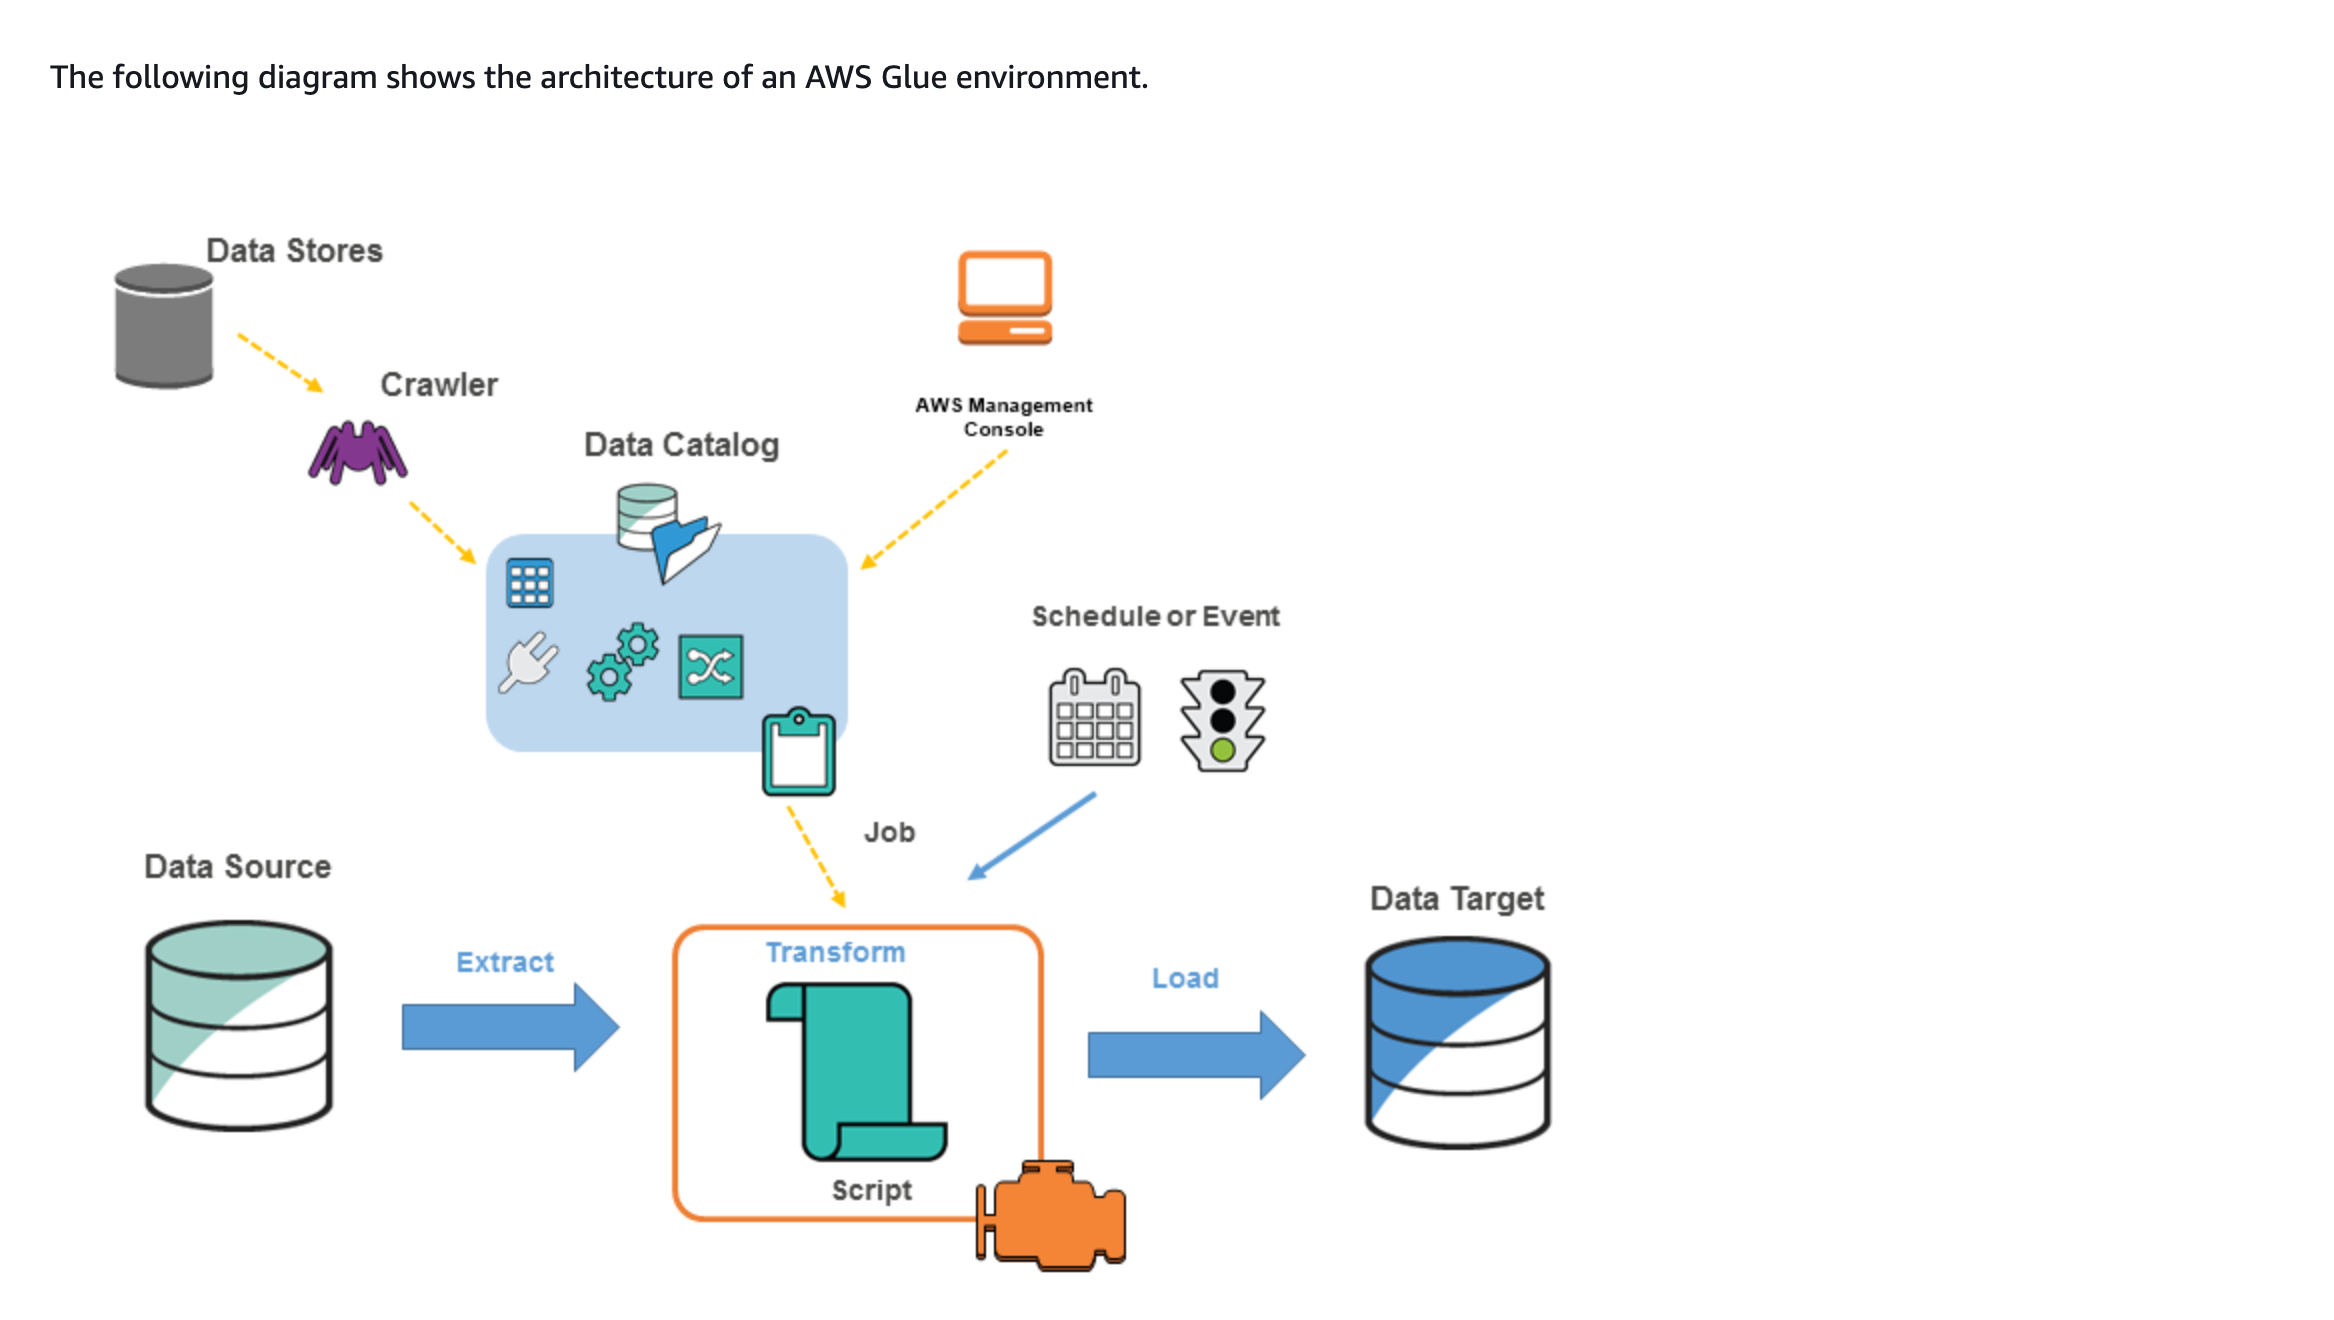 The following diagram shows the architecture of an AWS Glue environment.
Data Stores
Crawler
AWS Management
Console
Data Catalog
Schedule or Event
Job
Data Source
Data Target
Extract
Transform
Load
Script